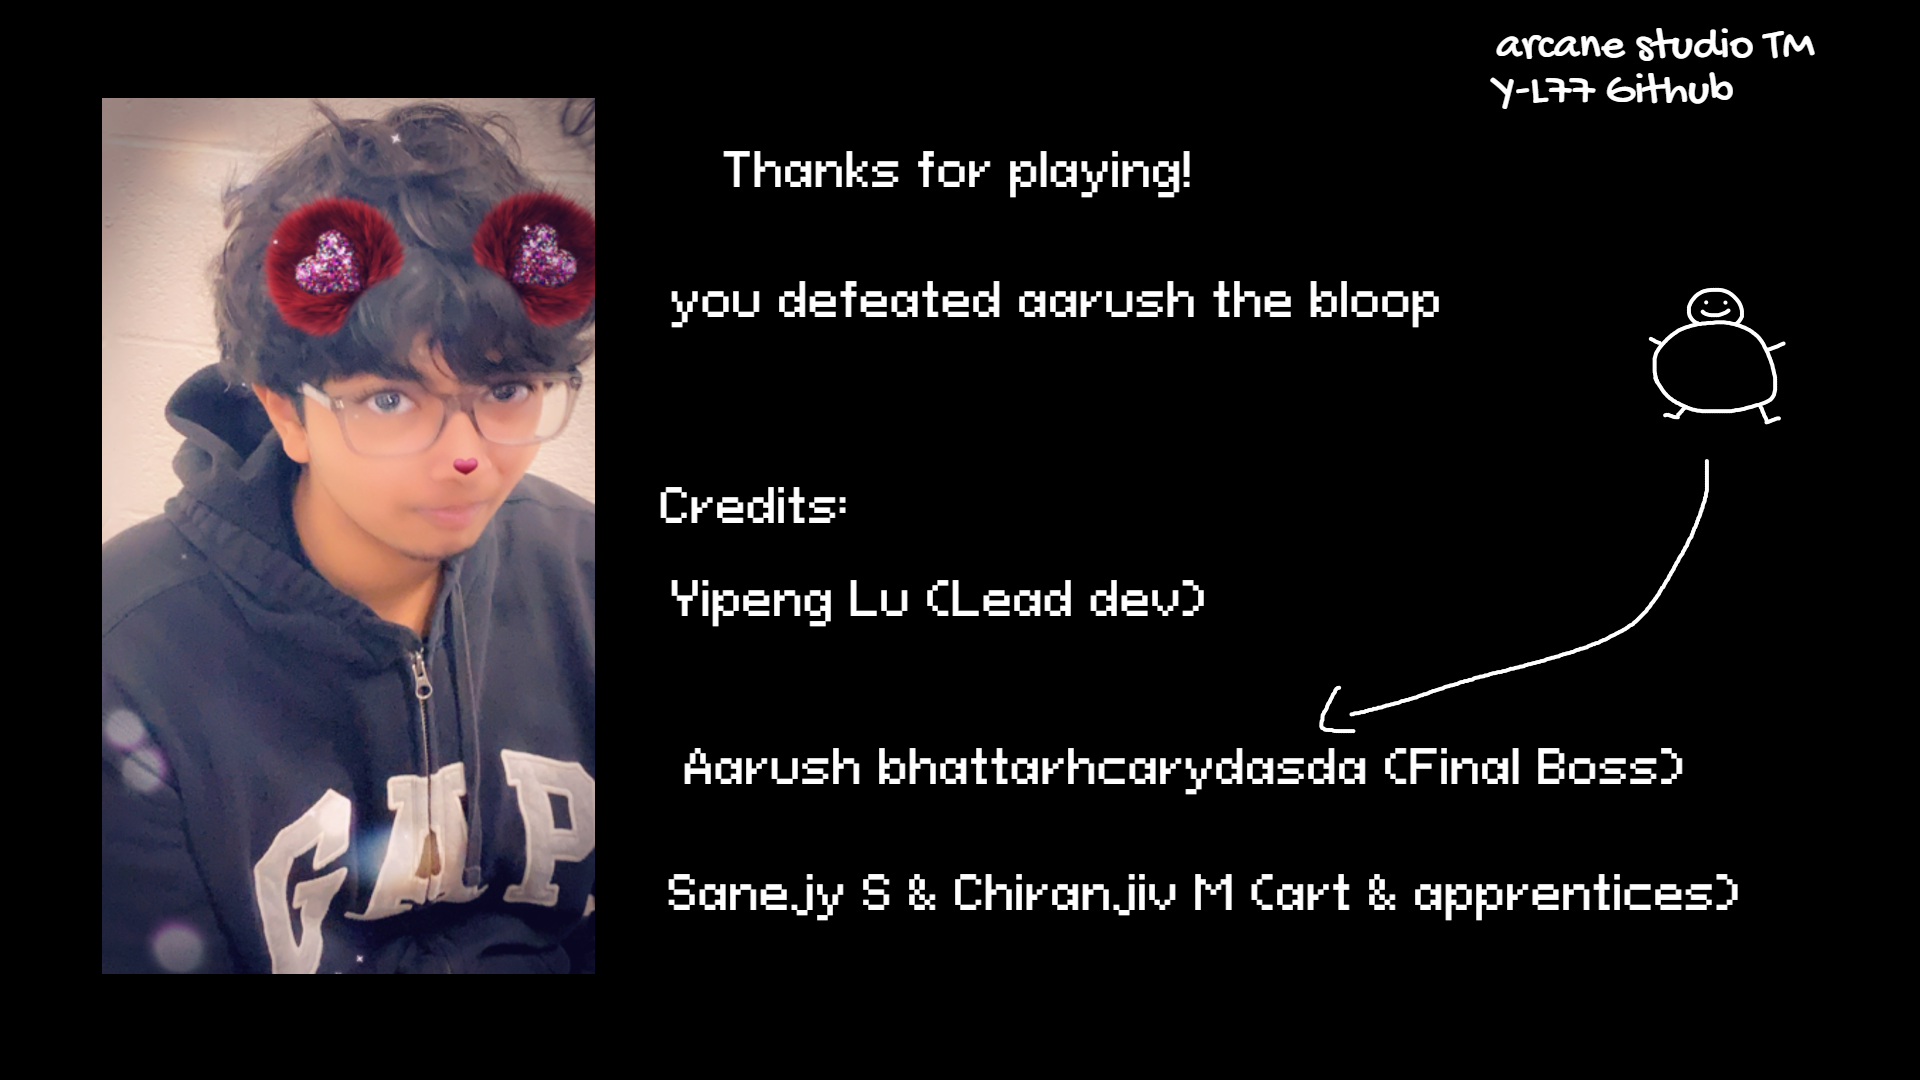 arcane studio TM
Y-L77 Github
Thanks for playing!
you defeated aarush the bloop
Credits:
Yipeng Lu (Lead dev)
Aarush bhattarhcarydasda (Final Boss)
Sanejy S & Chiranjiv M (art & apprentices)
GAP